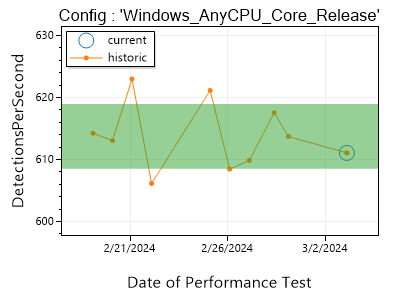 Config : 'Windows_AnyCPU_Core_Release'
630
620
610
600
DetectionsPerSecond
current
historic
2/21/2024
2/26/2024
3/2/2024
Date of Performance Test